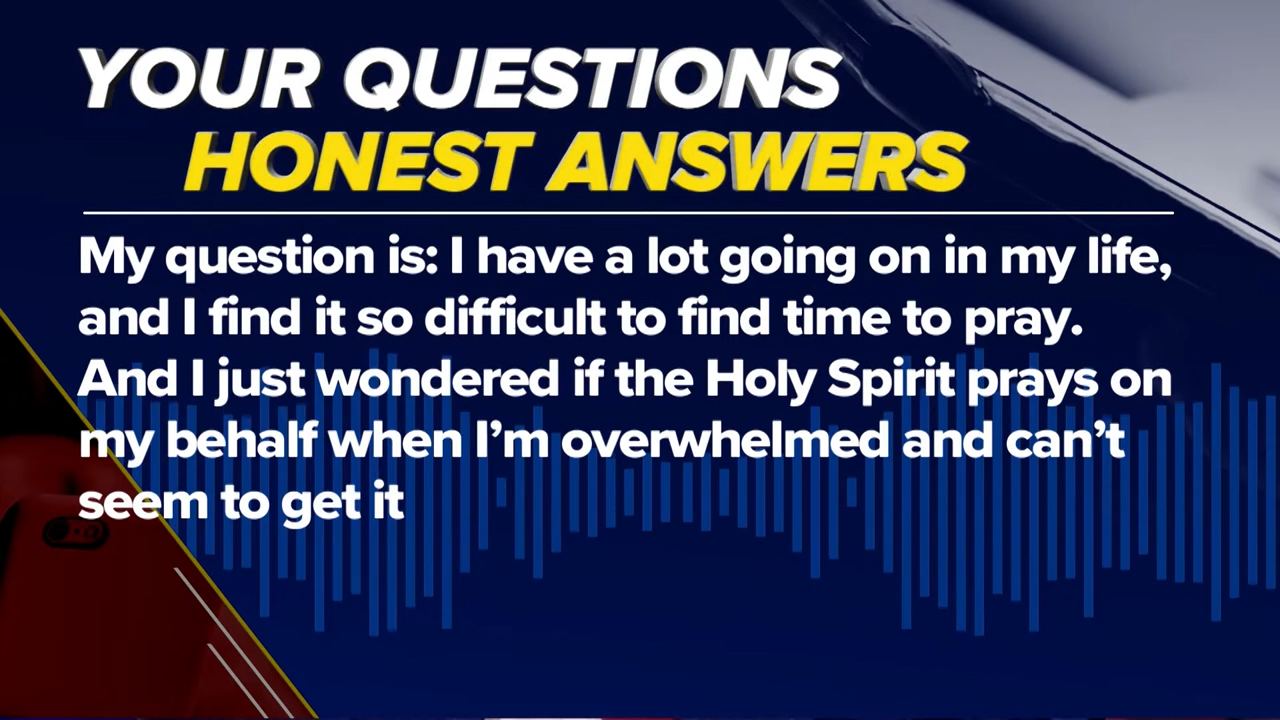 YOUR QUESTIONS
HONEST ANSWERS
My question is: I have a lot going on in my life,
and I find it so difficult to find time to pray.
And I just wondered if the Holy Spirit prays on
my behalf when I’m overwhelmed and can’t
seem to get it